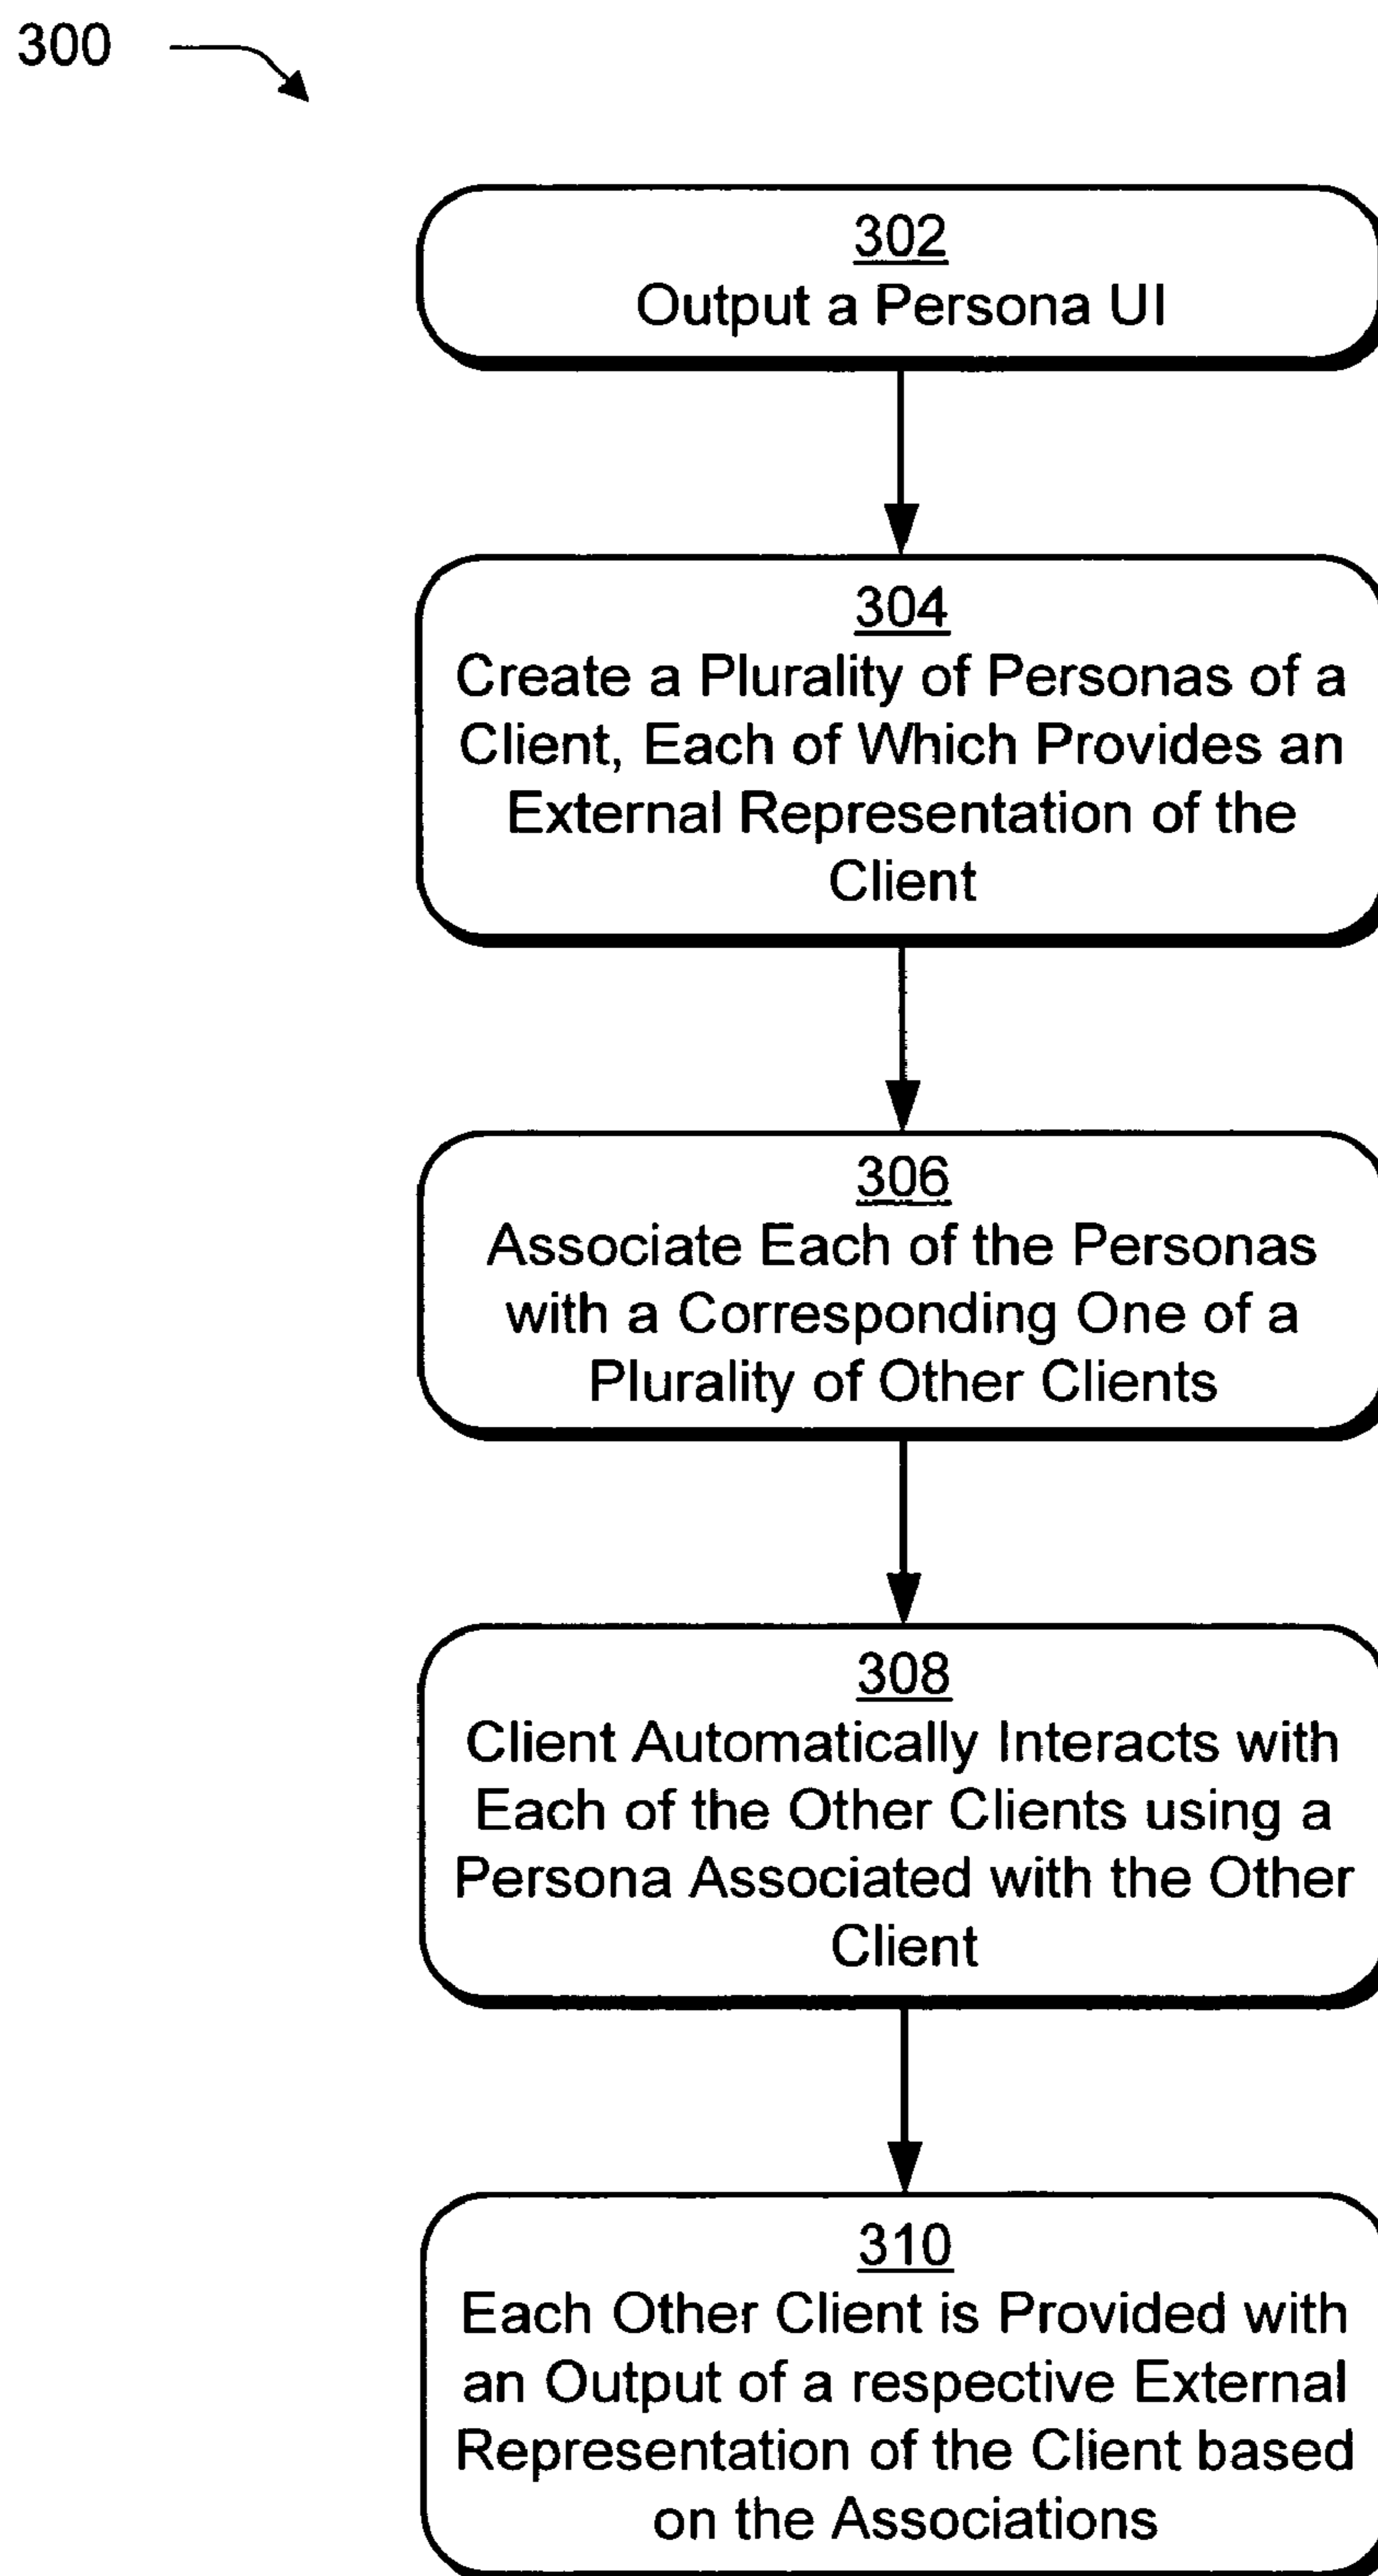 300
302
Output a Persona UI
304
Create a Plurality of Personas of a
Client, Each of Which Provides an
External Representation of the
Client
306
Associate Each of the Personas
with a Corresponding One of a
Plurality of Other Clients
308
Client Automatically Interacts with
Each of the Other Clients using a
Persona Associated with the Other
Client
310
Each Other Client is Provided with
an Output of a respective External
Representation of the Client based
on the Associations